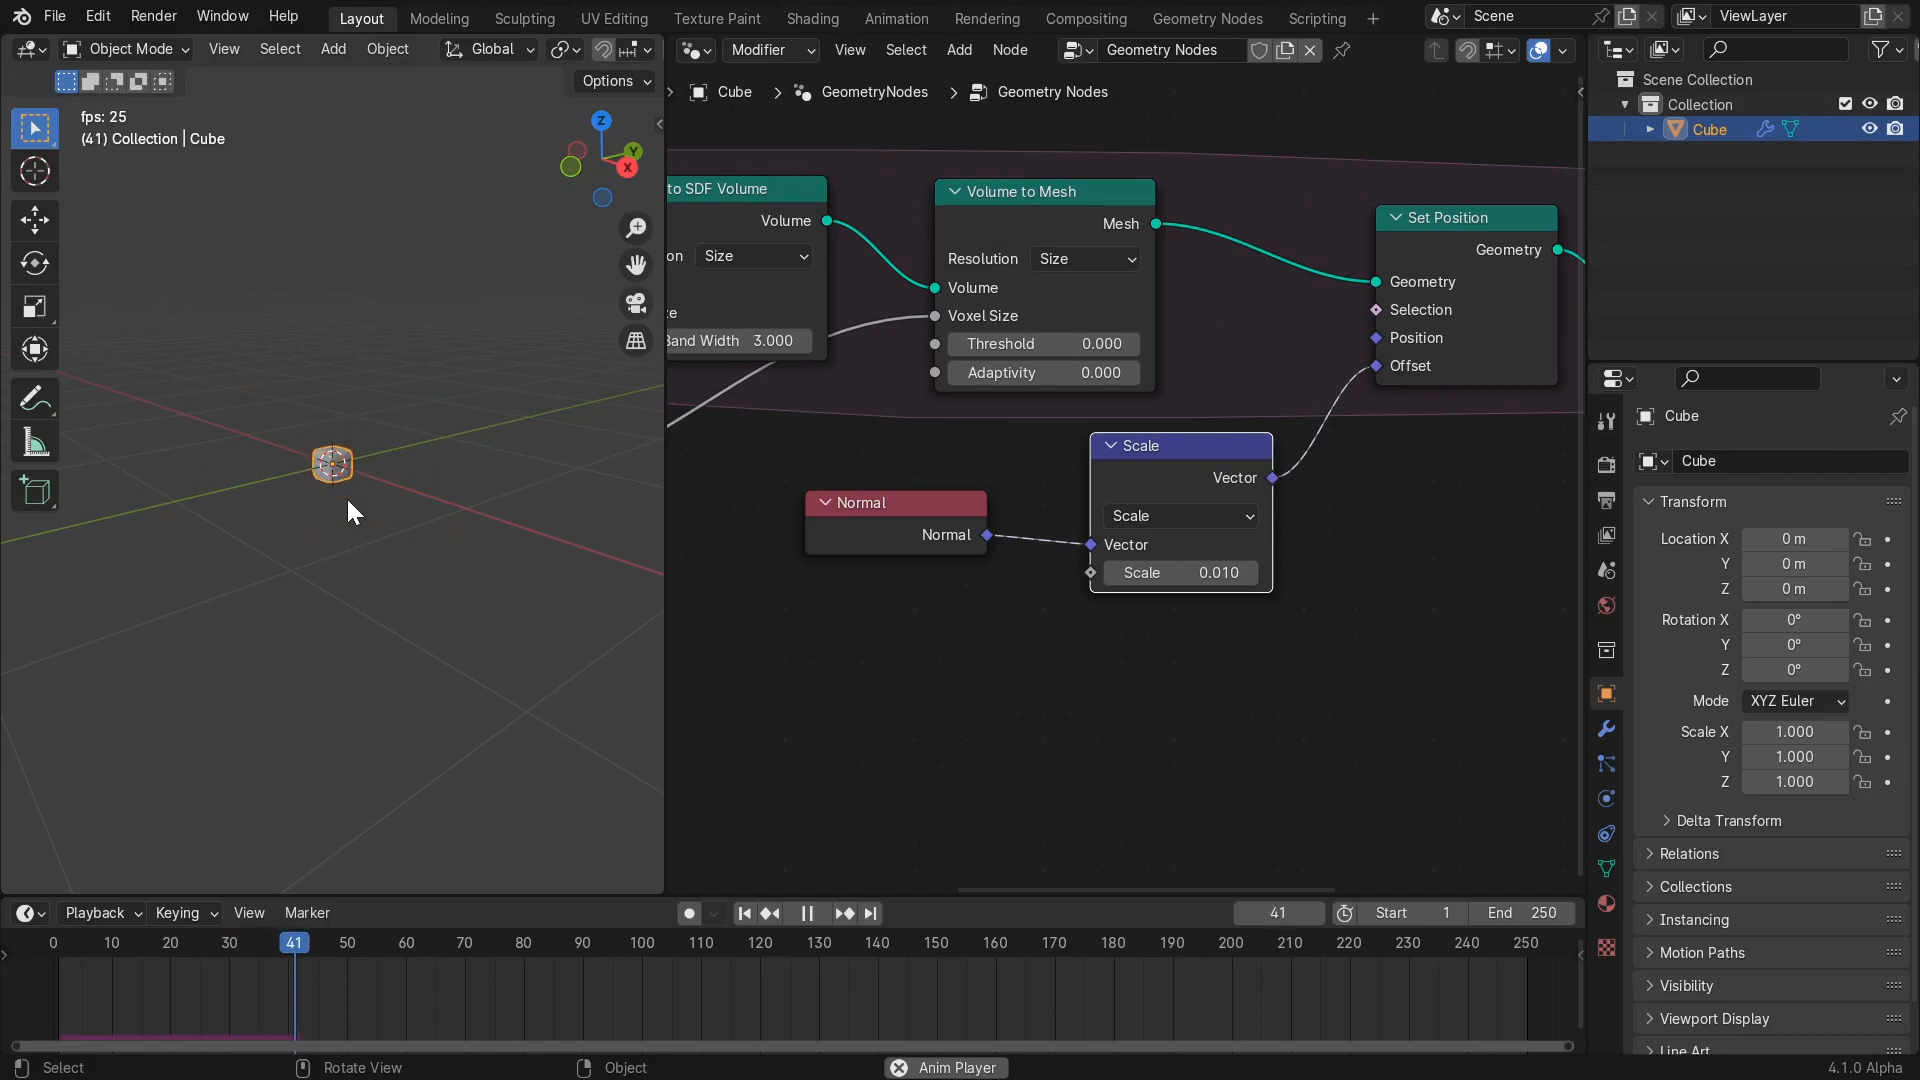 File Edit Render Window Help Layout Modeling Sculpting UV Editing Texture Paint Shading Animation Rendering Compositing Geometry Nodes Scripting + Scene ViewLayer
Object Mode View Select Add Object Global Modifier View Select Add Node Geometry Nodes
Options
Cube > GeometryNodes > Geometry Nodes
Scene Collection
Collection
Cube
fps: 25
(41) Collection | Cube
Z
Y
X
to SDF Volume
Volume
on Size
ze
Band Width 3.000
Volume to Mesh
Mesh
Resolution Size
Volume
Voxel Size
Threshold 0.000
Adaptivity 0.000
Set Position
Geometry
Geometry
Selection
Position
Offset
Normal
Normal
Scale
Vector
Scale
Vector
Scale 0.010
Cube
Cube
Transform
Location X 0 m
Y 0 m
Z 0 m
Rotation X 0°
Y 0°
Z 0°
Mode XYZ Euler
Scale X 1.000
Y 1.000
Z 1.000
Delta Transform
Relations
Collections
Instancing
Motion Paths
Visibility
Viewport Display
Line Art
Playback Keying View Marker 41 Start 1 End 250
0 10 20 30 41 50 60 70 80 90 100 110 120 130 140 150 160 170 180 190 200 210 220 230 240 250
Select Rotate View Object Anim Player 4.1.0 Alpha